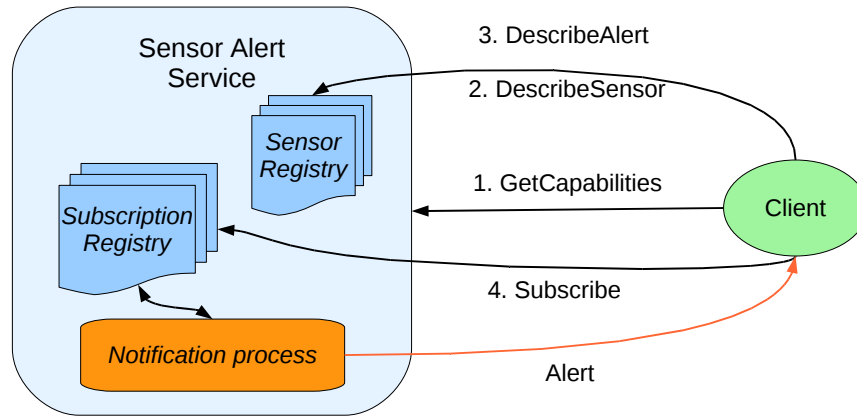 Sensor Alert
Service
3. DescribeAlert
2. DescribeSensor
Sensor
Registry
1. GetCapabilities
Client
Subscription
Registry
4. Subscribe
Notification process
Alert